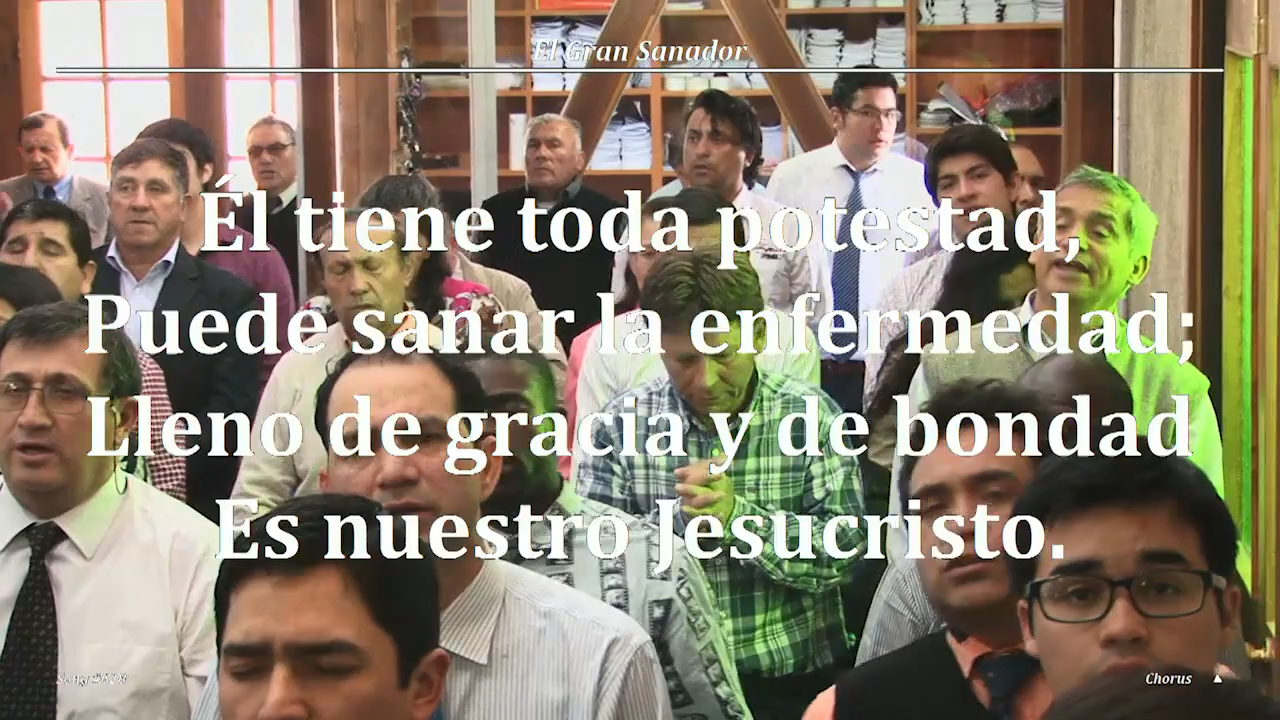 El Gran Sanador
Él tiene toda potestad,
Puede sanar la enfermedad;
Lleno de gracia y de bondad
Es nuestro Jesucristo.
Chorus